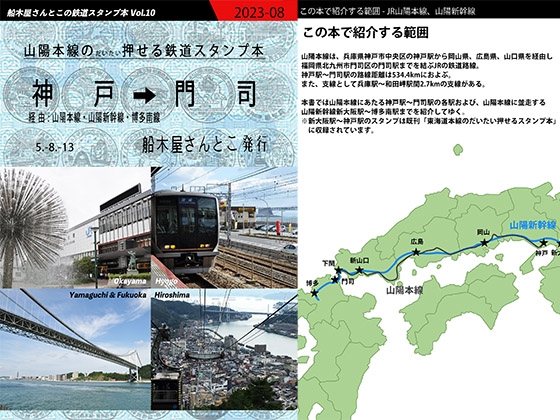 船木屋さんとこの鉄道スタンプ本 Vol.10
2023-08
山陽本線のだいたい押せる鉄道スタンプ本
神戸➡門司
経由：山陽本線・山陽新幹線・博多南線
5.-8.-13
船木屋さんとこ発行
Okayama
Hyogo
Yamaguchi & Fukuoka
Hiroshima
この本で紹介する範囲 - JR山陽本線、山陽新幹線
この本で紹介する範囲
山陽本線は、兵庫県神戸市中央区の神戸駅から岡山県、広島県、山口県を経由し
福岡県北九州市門司区の門司駅までを結ぶJRの鉄道路線。
神戸駅～門司駅の路線距離は534.4kmにおよぶ。
また、支線として兵庫駅～和田岬駅間2.7kmの支線がある。
本書では山陽本線にあたる神戸駅～門司駅の各駅および、山陽本線に並走する
山陽新幹線新大阪駅～博多南駅までを紹介してゆく。
※新大阪駅～神戸駅のスタンプは既刊「東海道本線のだいたい押せるスタンプ本」
に収録されています。
山陽新幹線
岡山
広島
神戸
新
新山口
下関
博多
門司
山陽本線